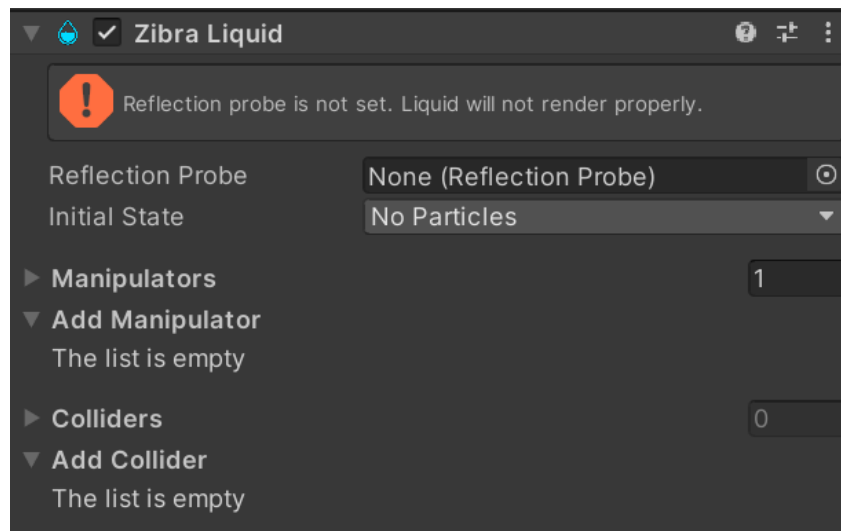 Zibra Liquid
Reflection probe is not set. Liquid will not render properly.
Reflection Probe None (Reflection Probe)
Initial State No Particles
Manipulators 1
Add Manipulator
The list is empty
Colliders 0
Add Collider
The list is empty